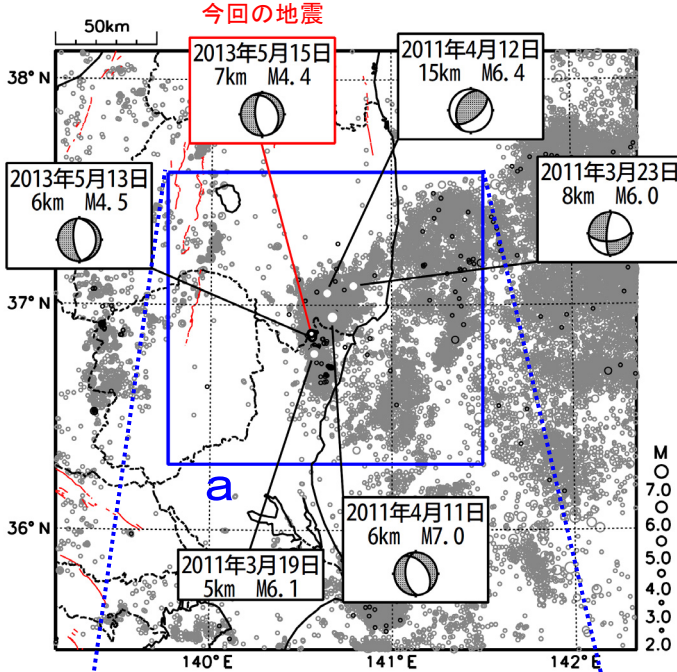 今回の地震
50km
2013年5月15日
7km M4.4
2011年4月12日
15km M6.4
38°N
2013年5月13日
6km M4.5
2011年3月23日
8km M6.0
37°N
a
36°N
2011年4月11日
6km M7.0
2011年3月19日
5km M6.1
M
7.0
6.0
5.0
4.0
3.0
2.0
140°E
141°E
142°E